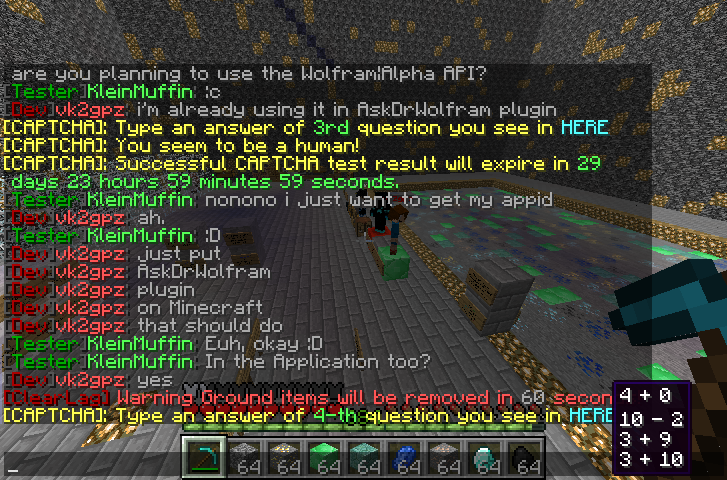 are you planning to use the Wolfram|Alpha API?
[Tester]KleinMuffin: :c
[Dev]vk2gpz: i'm already using it in AskDrWolfram plugin
[CAPTCHA]: Type an answer of 3rd question you see in HERE
[CAPTCHA]: You seem to be a human!
[CAPTCHA]: Successful CAPTCHA test result will expire in 29
days 23 hours 59 minutes 59 seconds.
[Tester]KleinMuffin: nonono i just want to get my appid
[Dev]vk2gpz: ah.
[Tester]KleinMuffin: :D
[Dev]vk2gpz: just put
[Dev]vk2gpz: AskDrWolfram
[Dev]vk2gpz: plugin
[Dev]vk2gpz: on Minecraft
[Dev]vk2gpz: that should do
[Tester]KleinMuffin: Euh, okay :D
[Tester]KleinMuffin: In the Application too?
[Dev]vk2gpz: yes
[ClearLag] Warning Ground items will be removed in 60 secon
[CAPTCHA]: Type an answer of 4-th question you see in HERE
4 + 0
10 - 2
3 + 9
3 + 10
64 64 64 64 64 64 64 64
_